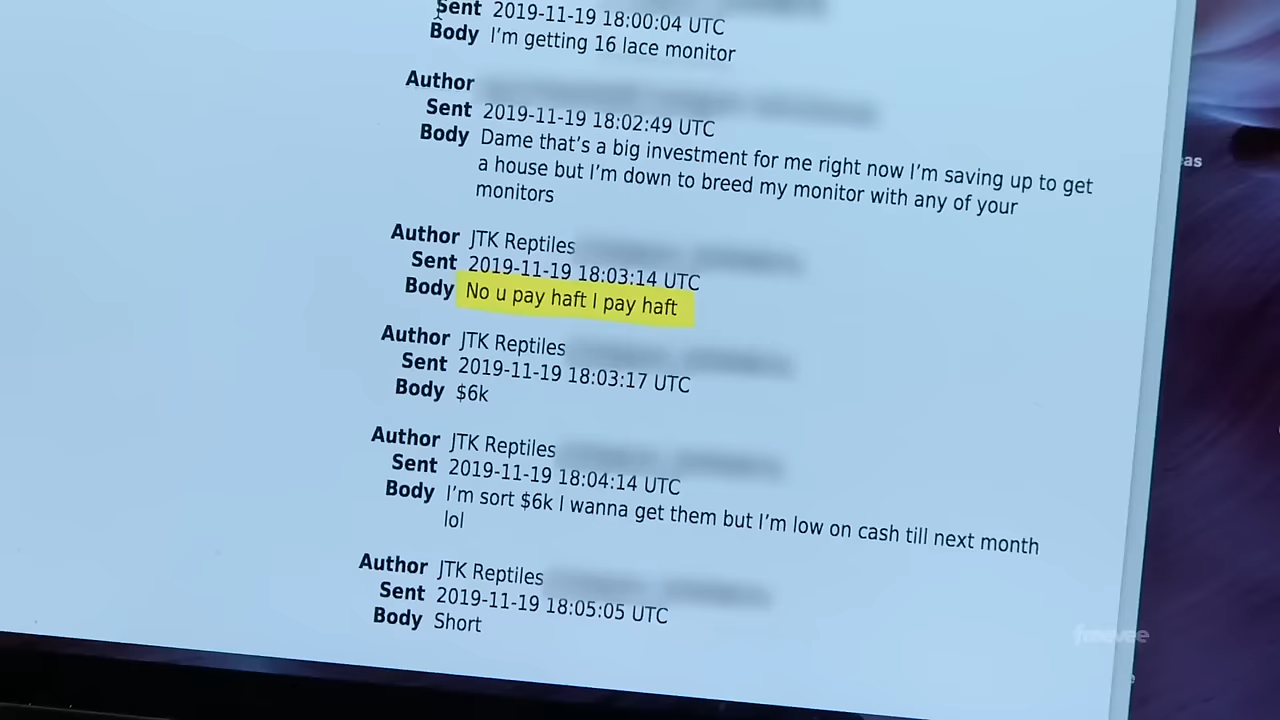 Sent 2019-11-19 18:00:04 UTC
Body I'm getting 16 lace monitor
Author
Sent 2019-11-19 18:02:49 UTC
Body Dame that's a big investment for me right now I'm saving up to get
a house but I'm down to breed my monitor with any of your
monitors
Author JTK Reptiles
Sent 2019-11-19 18:03:14 UTC
Body No u pay haft I pay haft
Author JTK Reptiles
Sent 2019-11-19 18:03:17 UTC
Body $6k
Author JTK Reptiles
Sent 2019-11-19 18:04:14 UTC
Body I'm sort $6k I wanna get them but I'm low on cash till next month
lol
Author JTK Reptiles
Sent 2019-11-19 18:05:05 UTC
Body Short
as